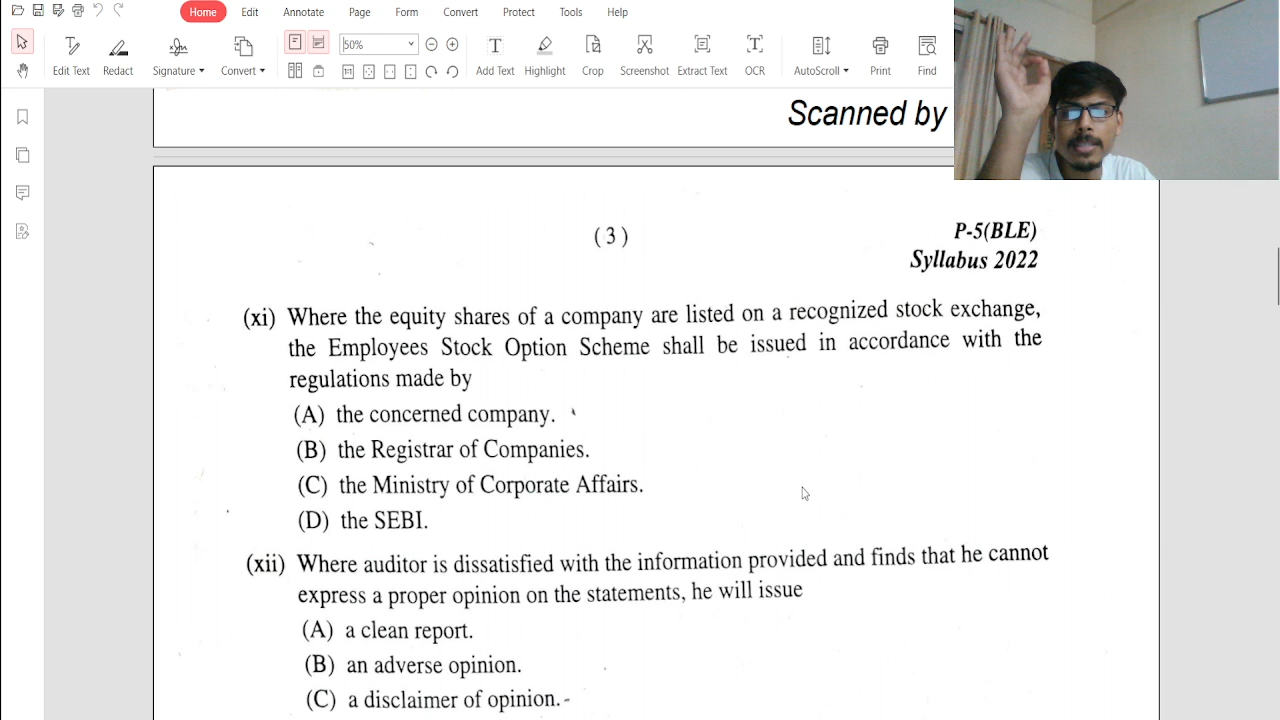 Home Edit Annotate Page Form Convert Protect Tools Help
50%
Edit Text Redact Signature Convert Add Text Highlight Crop Screenshot Extract Text OCR AutoScroll Print Find
Scanned by
(3)
P-5(BLE)
Syllabus 2022
(xi) Where the equity shares of a company are listed on a recognized stock exchange,
the Employees Stock Option Scheme shall be issued in accordance with the
regulations made by
(A) the concerned company.
(B) the Registrar of Companies.
(C) the Ministry of Corporate Affairs.
(D) the SEBI.
(xii) Where auditor is dissatisfied with the information provided and finds that he cannot
express a proper opinion on the statements, he will issue
(A) a clean report.
(B) an adverse opinion.
(C) a disclaimer of opinion.